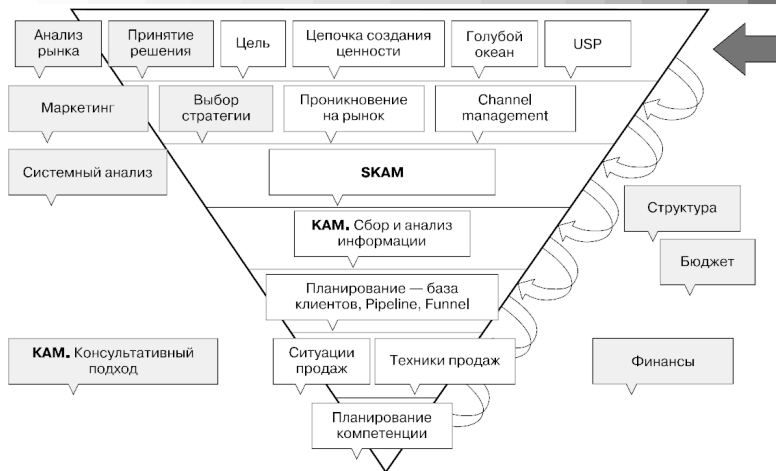 Анализ
рынка
Принятие
решения
Цель
Цепочка создания
ценности
Голубой
океан
USP
Маркетинг
Выбор
стратегии
Проникновение
на рынок
Channel
management
Системный анализ
SKAM
Структура
КАМ. Сбор и анализ
информации
Бюджет
Планирование — база
клиентов, Pipeline, Funnel
КАМ. Консультативный
подход
Ситуации
продаж
Техники продаж
Финансы
Планирование
компетенции